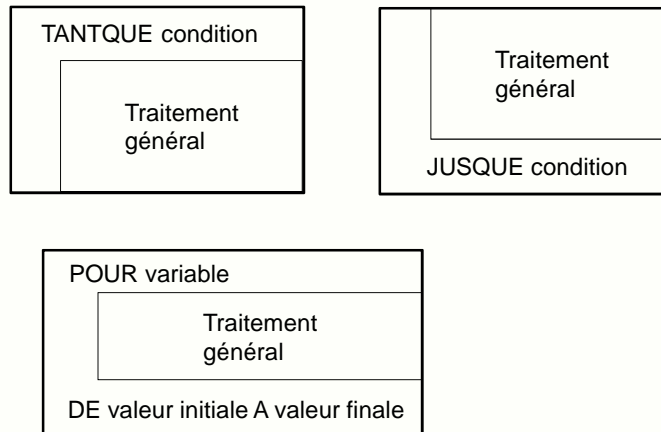 TANTQUE condition
Traitement
général
Traitement
général
JUSQUE condition
POUR variable
Traitement
général
DE valeur initiale A valeur finale